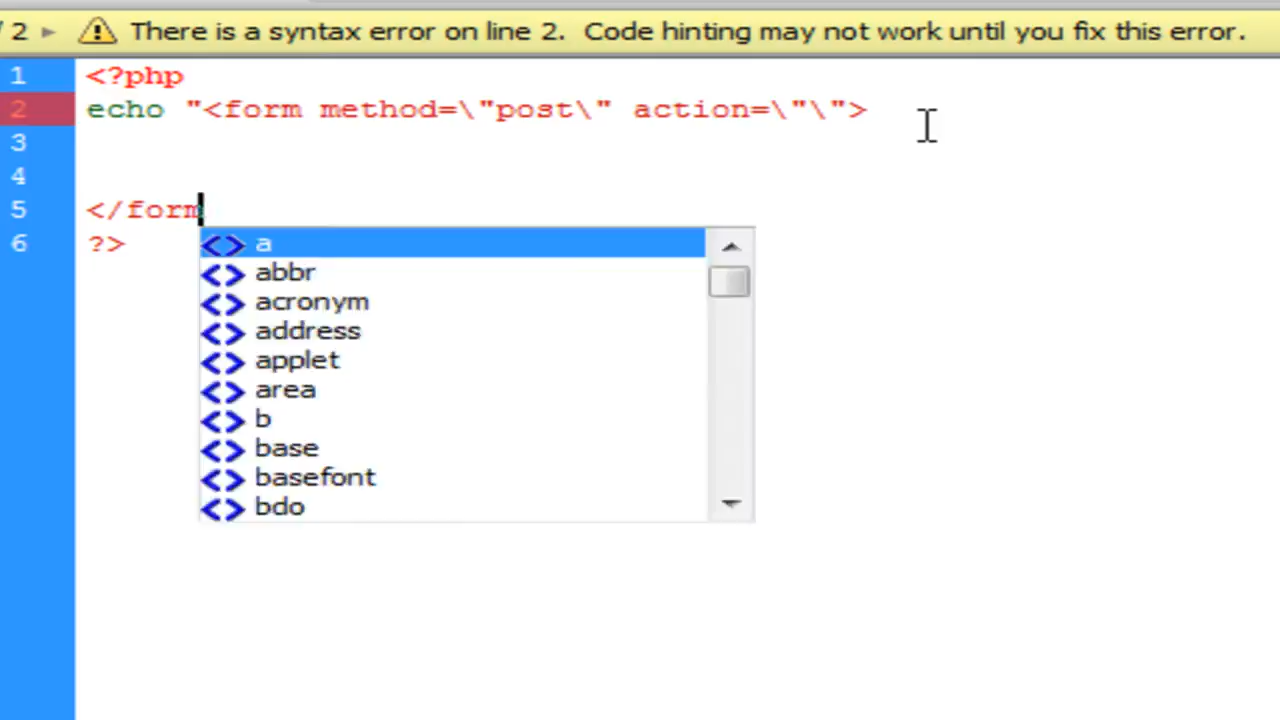 / 2 There is a syntax error on line 2. Code hinting may not work until you fix this error.
1 <?php
2 echo "<form method=\"post\" action=\"\">
3
4
5 </form
6 ?>
<> a
<> abbr
<> acronym
<> address
<> applet
<> area
<> b
<> base
<> basefont
<> bdo